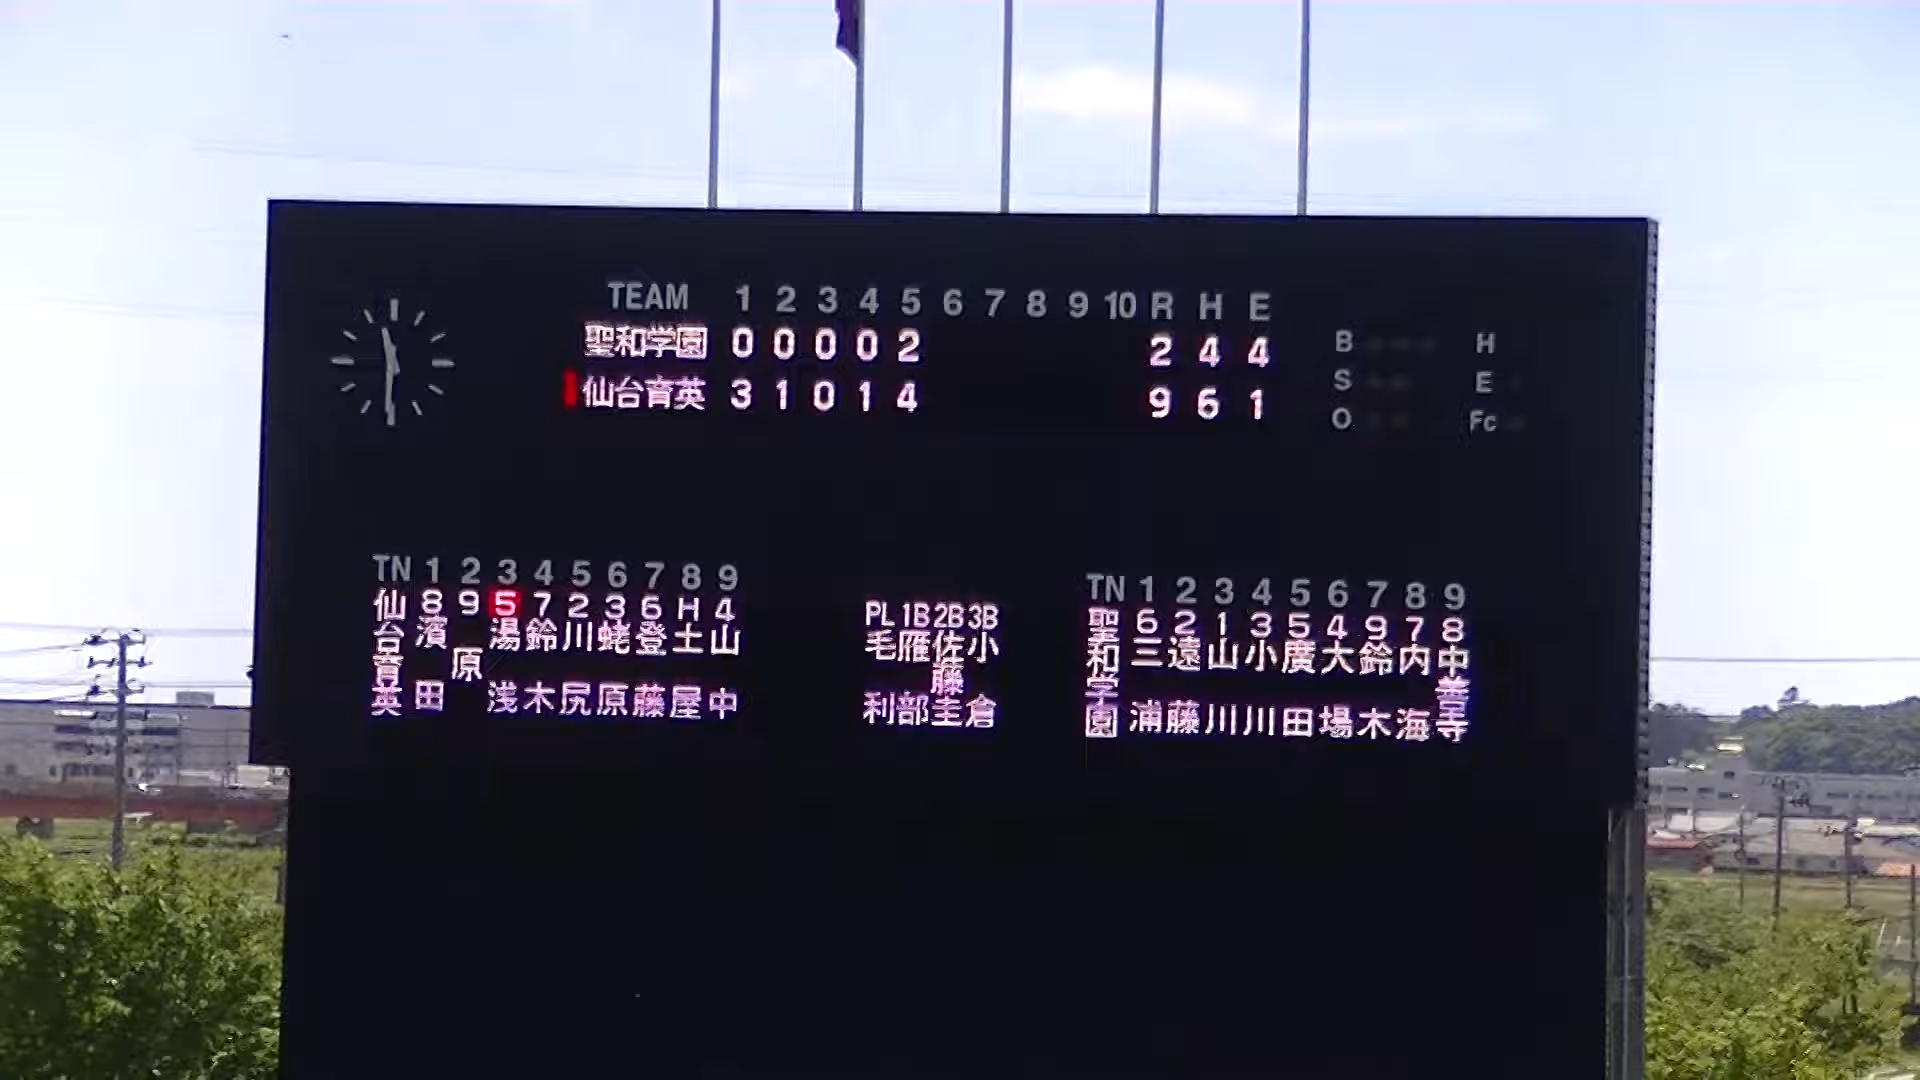 TEAM 1 2 3 4 5 6 7 8 9 10 R H E
聖和学園 0 0 0 0 2 2 4 4
仙台育英 3 1 0 1 4 9 6 1
B H
S E
O Fc
TN 1 2 3 4 5 6 7 8 9
仙台育英
8 濱田
9 原
5 湯浅
7 鈴木
2 川尻
3 蛯原
6 登藤
H 土屋
4 山中
PL 1B 2B 3B
毛利
雁部
佐藤圭
小倉
TN 1 2 3 4 5 6 7 8 9
聖和学園
6 三浦
2 遠藤
1 山川
3 小川
5 廣田
4 大場
9 鈴木
7 内海
8 中善寺